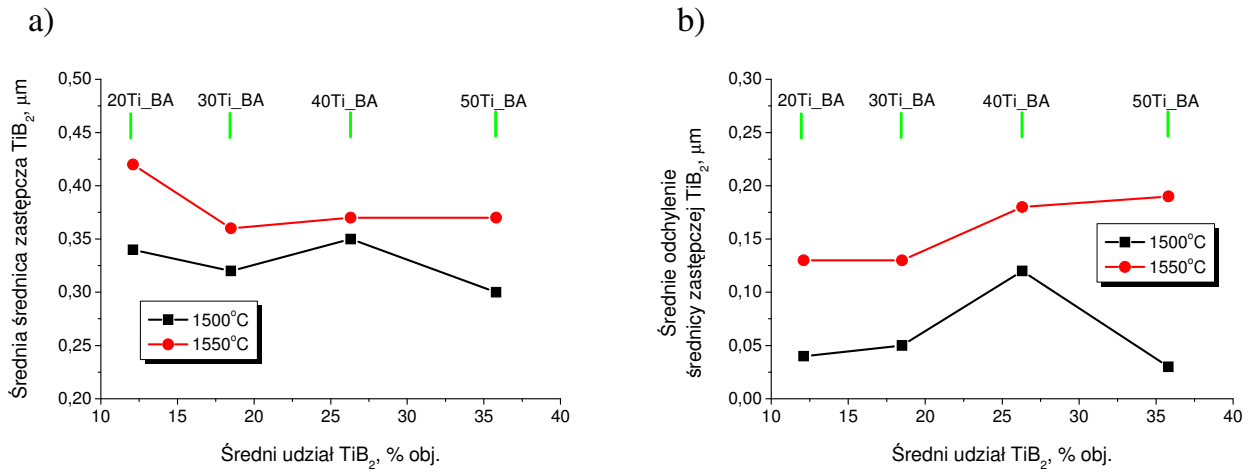 a)
0,50
0,45
0,40
0,35
0,30
0,25
0,20
10 15 20 25 30 35 40
20Ti_BA 30Ti_BA 40Ti_BA 50Ti_BA
Średnia średnica zastępcza TiB₂, μm
1500°C
1550°C
Średni udział TiB₂, % obj.
b)
0,30
0,25
0,20
0,15
0,10
0,05
0,00
10 15 20 25 30 35 40
20Ti_BA 30Ti_BA 40Ti_BA 50Ti_BA
Średnie odchylenie
średnicy zastępczej TiB₂, μm
1500°C
1550°C
Średni udział TiB₂, % obj.